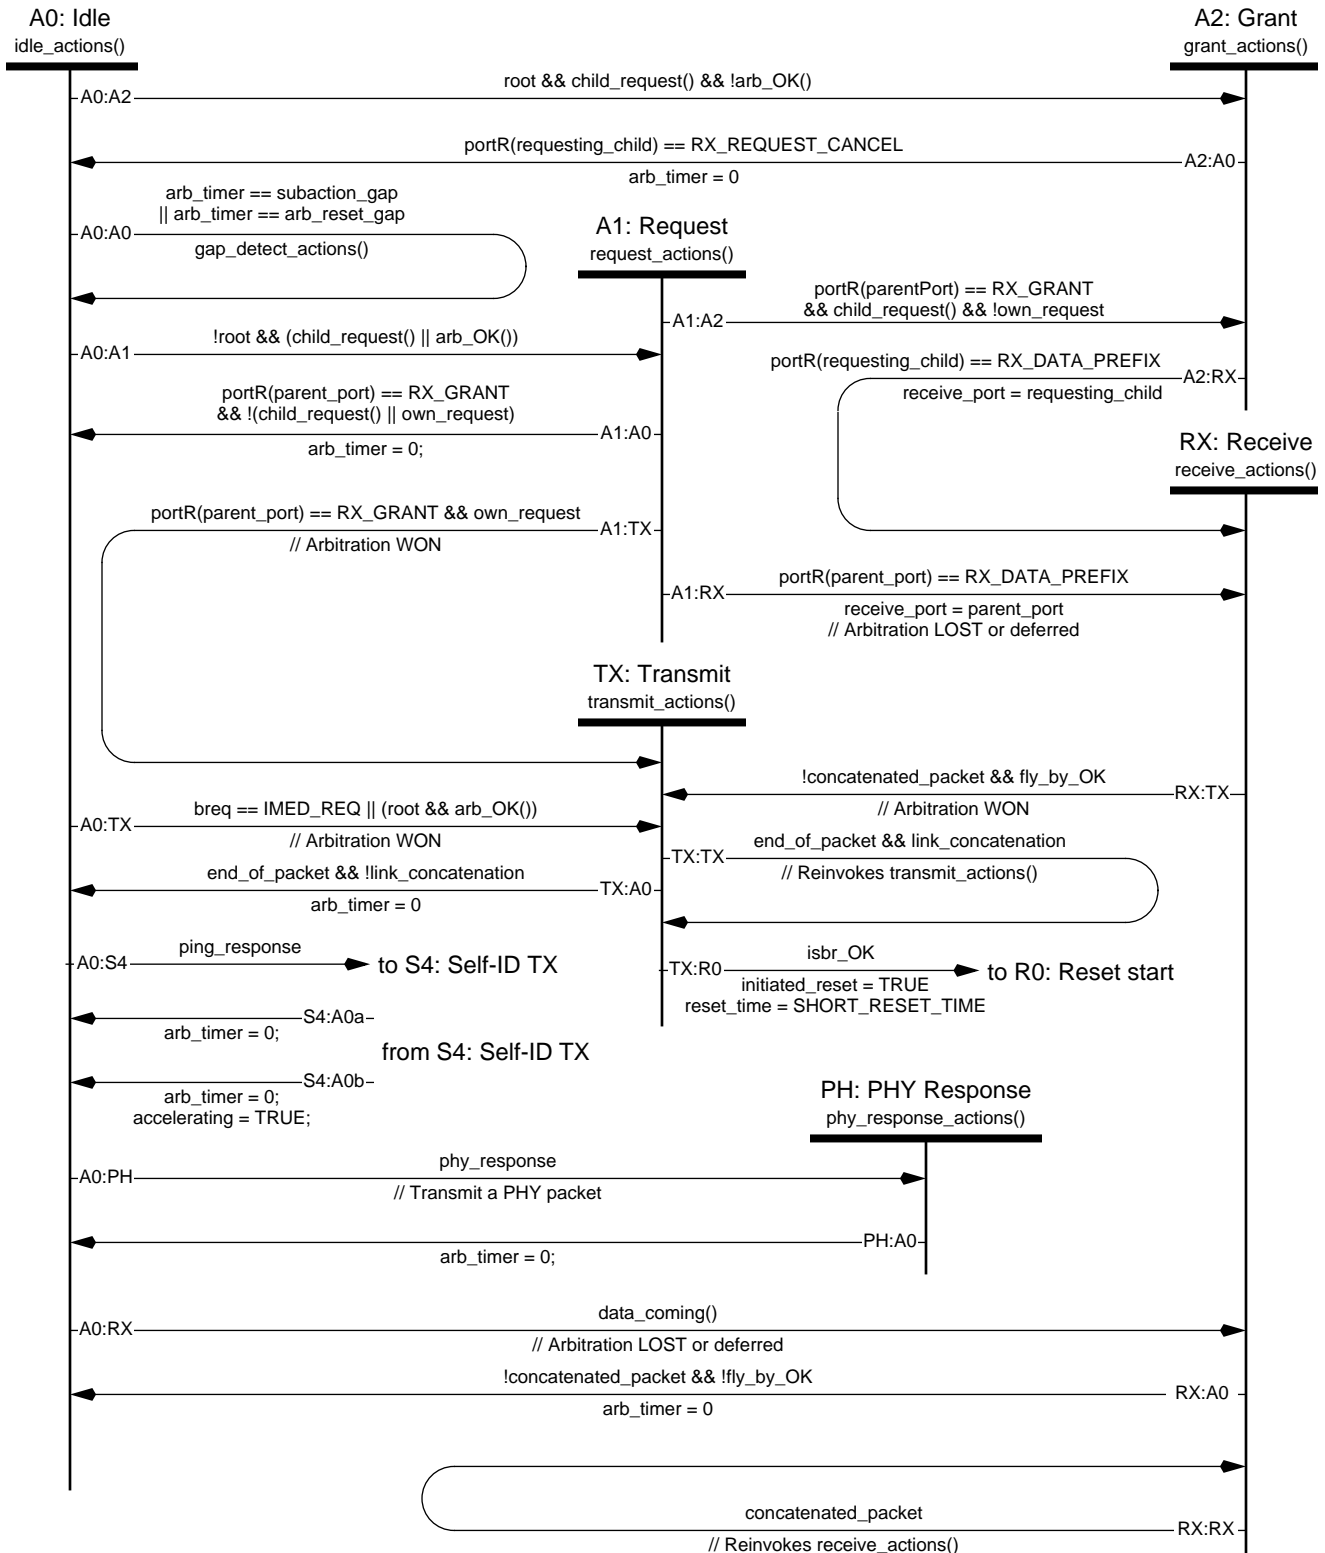 A0: Idle
idle_actions()
A2: Grant
grant_actions()
root && child_request() && !arb_OK()
A0:A2
portR(requesting_child) == RX_REQUEST_CANCEL
A2:A0
arb_timer = 0
arb_timer == subaction_gap
|| arb_timer == arb_reset_gap
A0:A0
gap_detect_actions()
A1: Request
request_actions()
portR(parentPort) == RX_GRANT
&& child_request() && !own_request
A1:A2
!root && (child_request() || arb_OK())
A0:A1
portR(requesting_child) == RX_DATA_PREFIX
A2:RX
receive_port = requesting_child
portR(parent_port) == RX_GRANT
&& !(child_request() || own_request)
A1:A0
arb_timer = 0;
RX: Receive
receive_actions()
portR(parent_port) == RX_GRANT && own_request
A1:TX
// Arbitration WON
portR(parent_port) == RX_DATA_PREFIX
A1:RX
receive_port = parent_port
// Arbitration LOST or deferred
TX: Transmit
transmit_actions()
!concatenated_packet && fly_by_OK
RX:TX
// Arbitration WON
breq == IMED_REQ || (root && arb_OK())
A0:TX
// Arbitration WON
end_of_packet && link_concatenation
TX:TX
// Reinvokes transmit_actions()
end_of_packet && !link_concatenation
TX:A0
arb_timer = 0
ping_response
A0:S4
to S4: Self-ID TX
isbr_OK
TX:R0
to R0: Reset start
initiated_reset = TRUE
reset_time = SHORT_RESET_TIME
S4:A0a
arb_timer = 0;
from S4: Self-ID TX
S4:A0b
arb_timer = 0;
accelerating = TRUE;
PH: PHY Response
phy_response_actions()
phy_response
A0:PH
// Transmit a PHY packet
PH:A0
arb_timer = 0;
data_coming()
A0:RX
// Arbitration LOST or deferred
!concatenated_packet && !fly_by_OK
RX:A0
arb_timer = 0
concatenated_packet
RX:RX
// Reinvokes receive_actions()